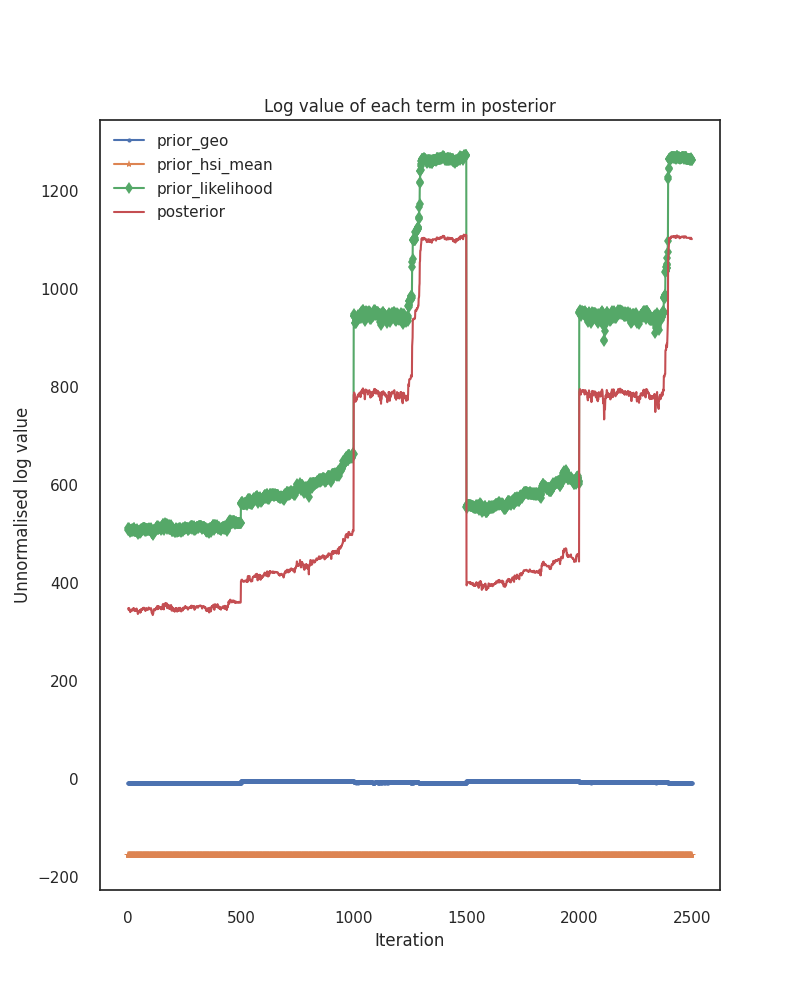 Log value of each term in posterior
prior_geo
prior_hsi_mean
prior_likelihood
posterior
Unnormalised log value
1200
1000
800
600
400
200
0
−200
0 500 1000 1500 2000 2500
Iteration